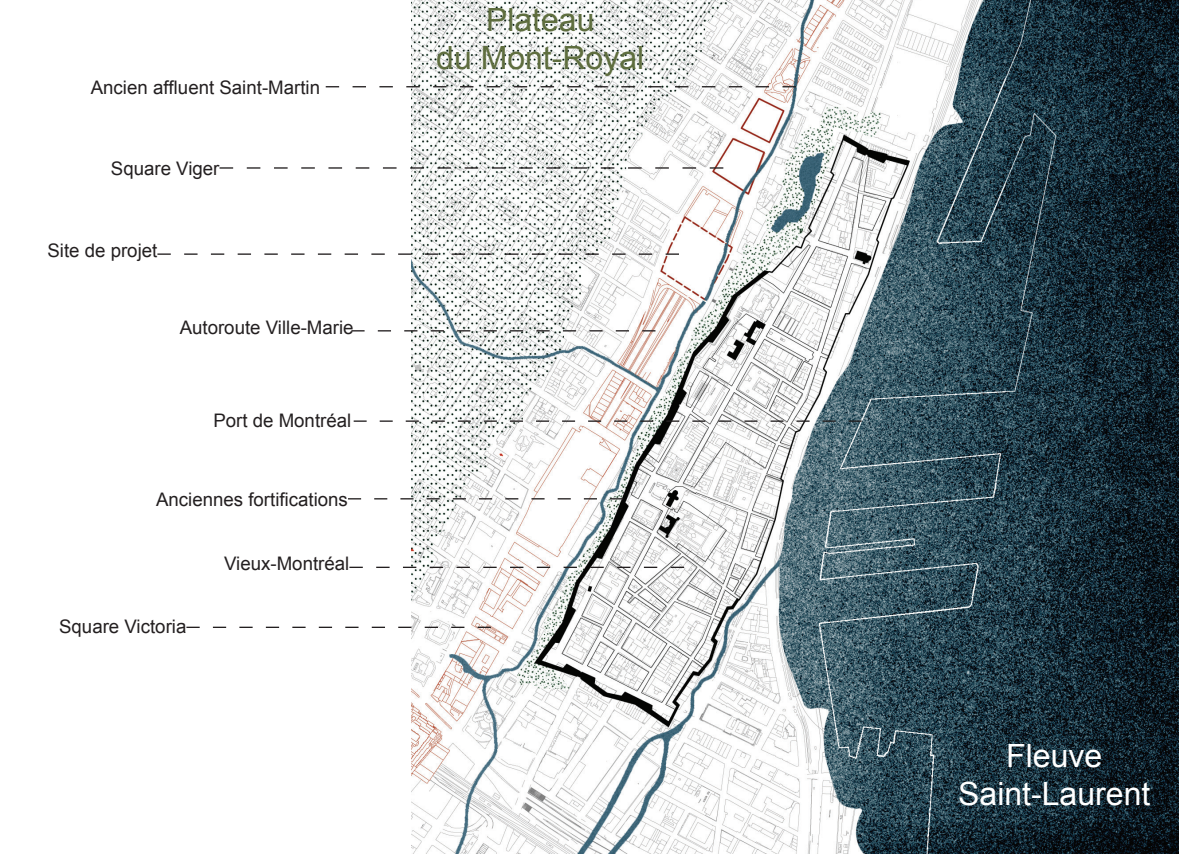 Plateau
du Mont-Royal
Ancien affluent Saint-Martin
Square Viger
Site de projet
Autoroute Ville-Marie
Port de Montréal
Anciennes fortifications
Vieux-Montréal
Square Victoria
Fleuve
Saint-Laurent